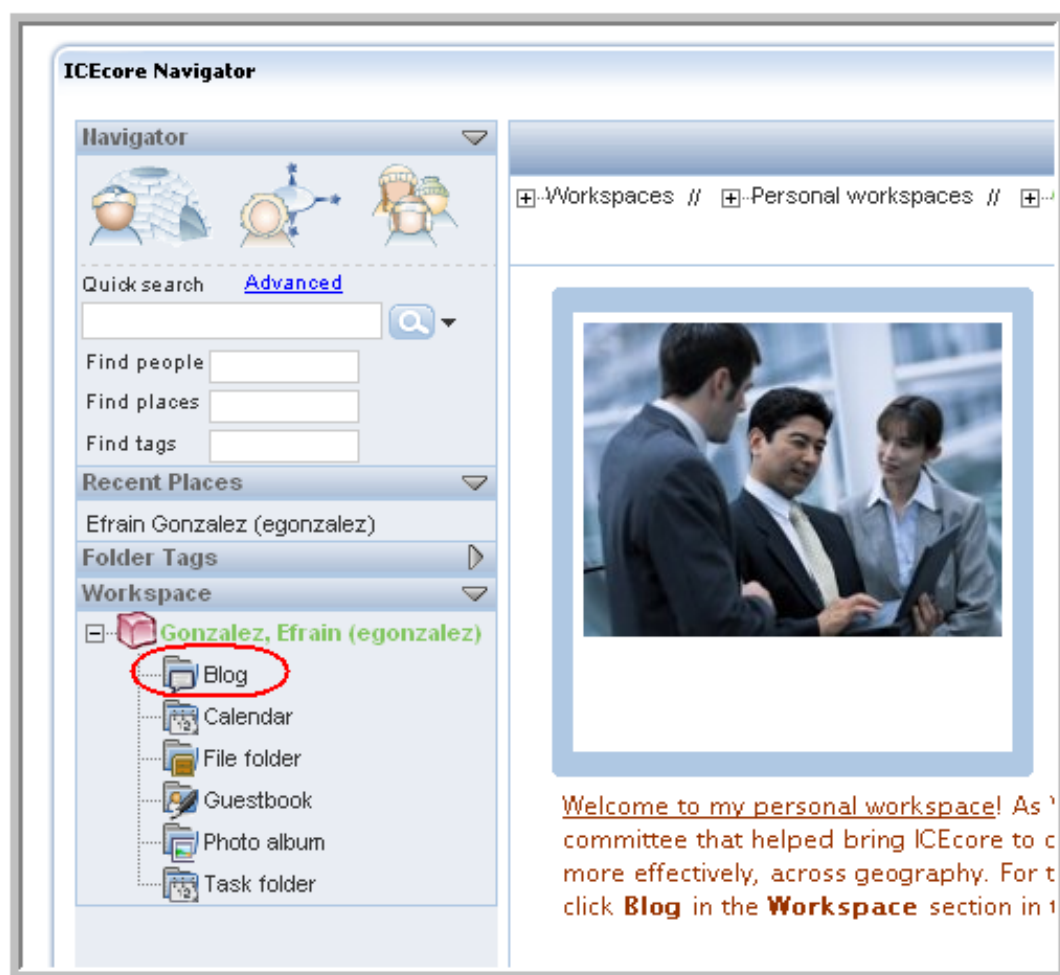 ICEcore Navigator
Navigator
Quick search Advanced
Find people
Find places
Find tags
Recent Places
Efrain Gonzalez (egonzalez)
Folder Tags
Workspace
Gonzalez, Efrain (egonzalez)
Blog
Calendar
File folder
Guestbook
Photo album
Task folder
Workspaces // Personal workspaces //
Welcome to my personal workspace! As
committee that helped bring ICEcore to c
more effectively, across geography. For t
click Blog in the Workspace section in t